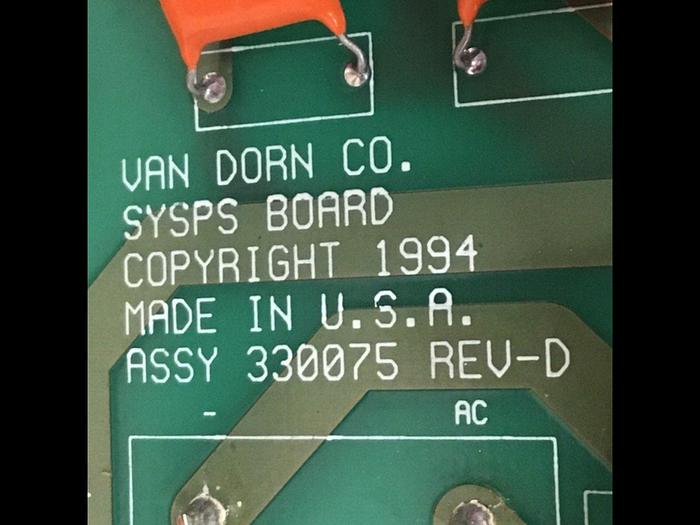 VAN DORN CO.
SYSPS BOARD
COPYRIGHT 1994
MADE IN U.S.A.
ASSY 330075 REV-D
- AC